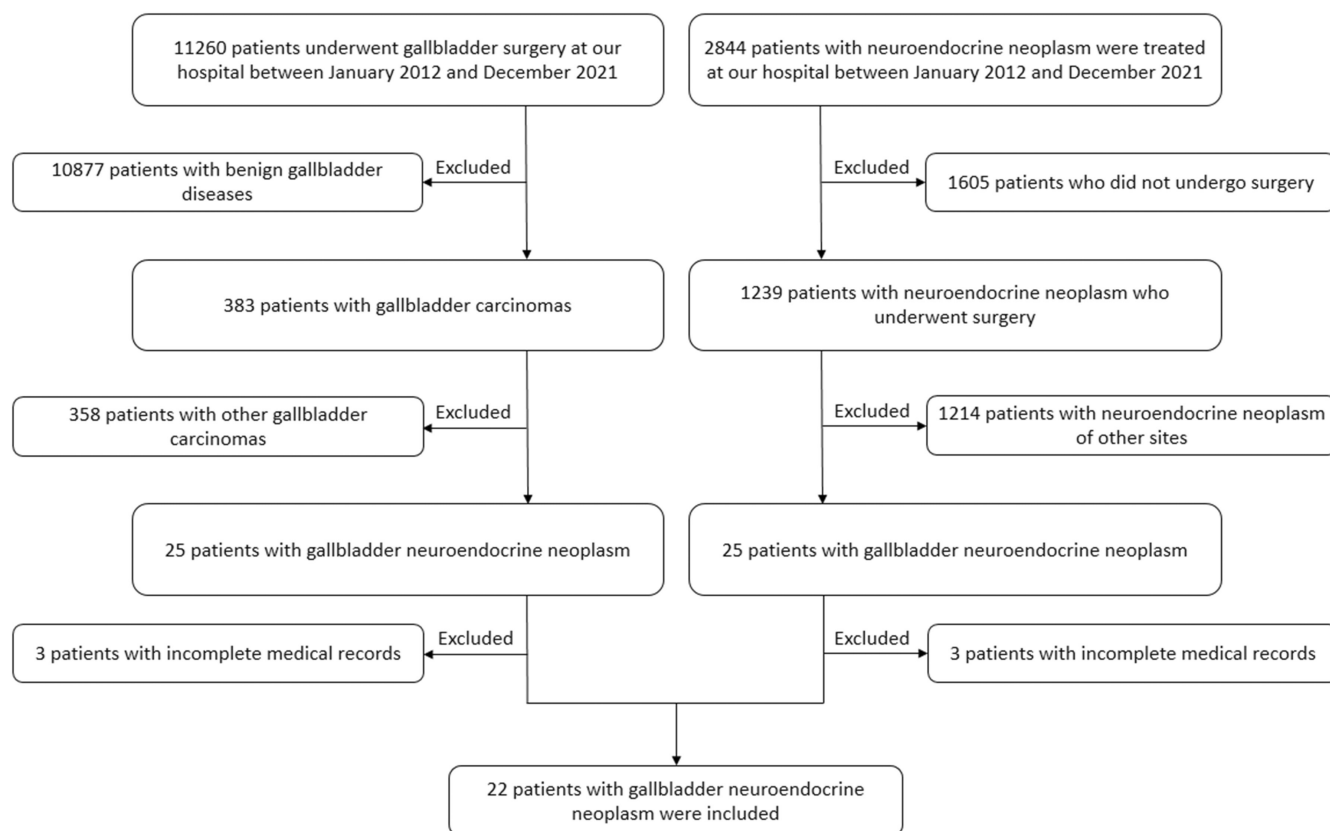 11260 patients underwent gallbladder surgery at our
hospital between January 2012 and December 2021
2844 patients with neuroendocrine neoplasm were treated
at our hospital between January 2012 and December 2021
10877 patients with benign gallbladder
diseases
Excluded
Excluded
1605 patients who did not undergo surgery
383 patients with gallbladder carcinomas
1239 patients with neuroendocrine neoplasm who
underwent surgery
358 patients with other gallbladder
carcinomas
Excluded
Excluded
1214 patients with neuroendocrine neoplasm
of other sites
25 patients with gallbladder neuroendocrine neoplasm
25 patients with gallbladder neuroendocrine neoplasm
3 patients with incomplete medical records
Excluded
Excluded
3 patients with incomplete medical records
22 patients with gallbladder neuroendocrine
neoplasm were included